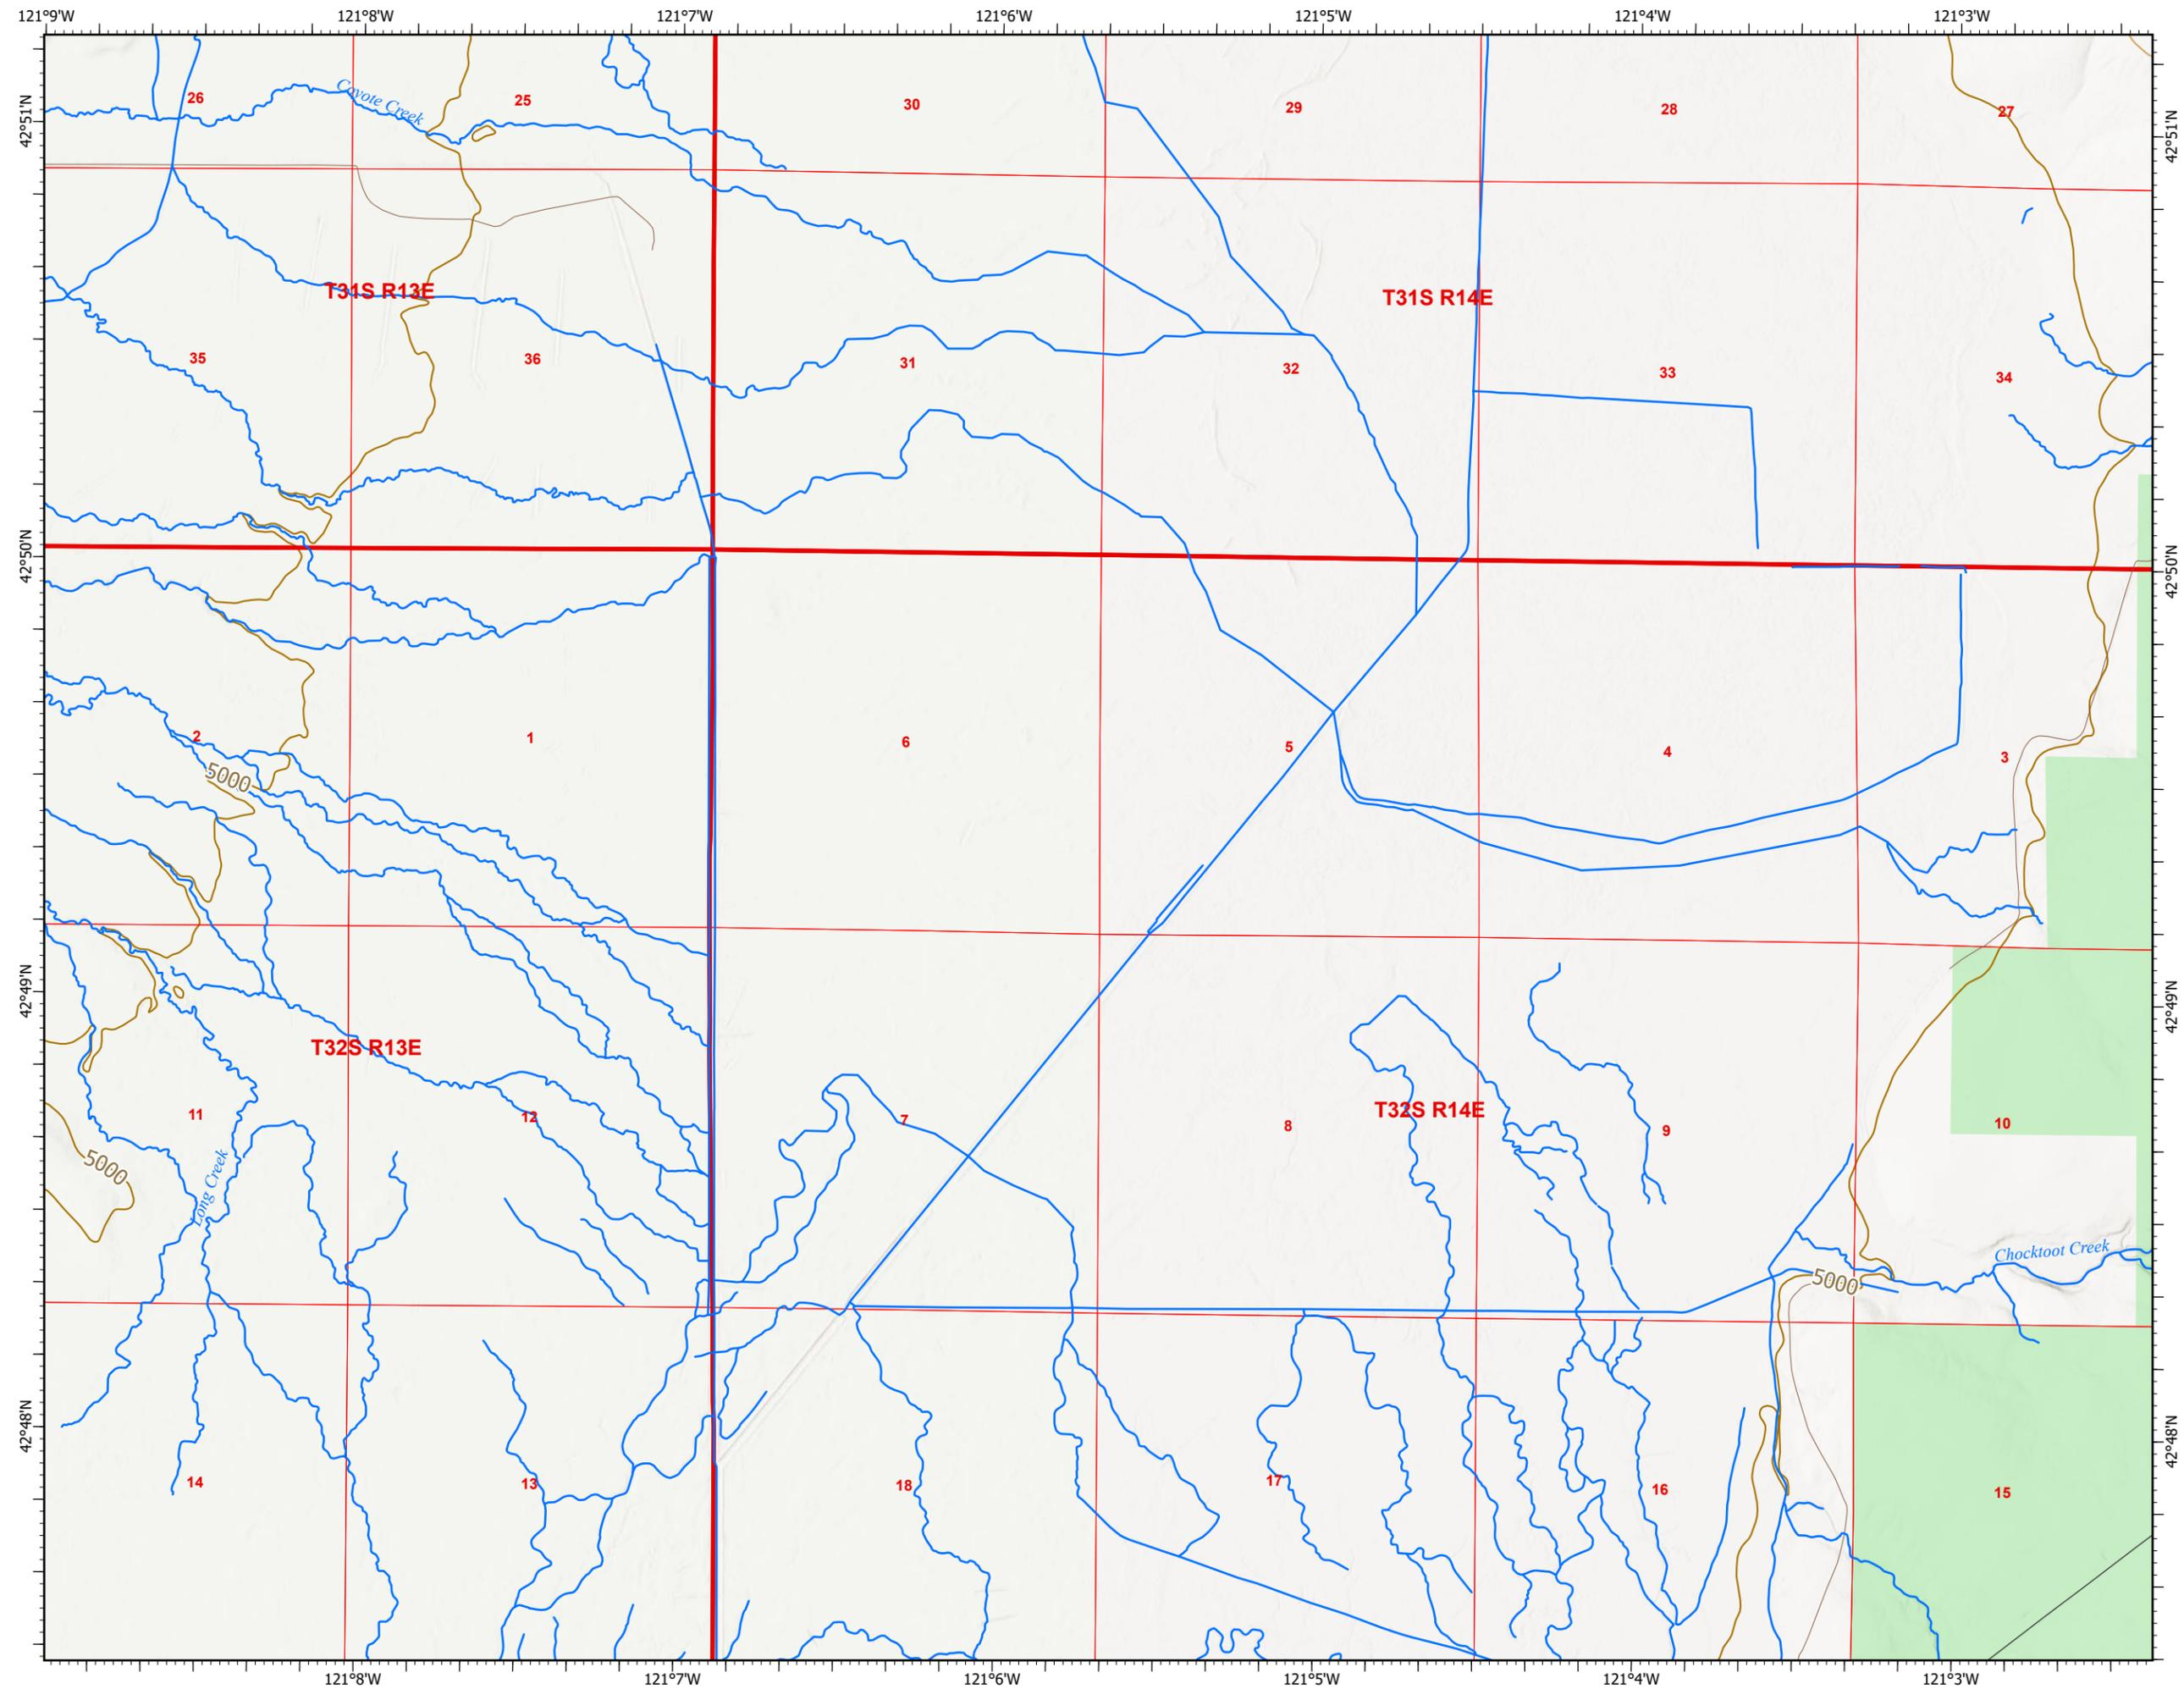 121°9'W 121°8'W 121°7'W 121°6'W 121°5'W 121°4'W 121°3'W
Coyote Creek
26 25 30 29 28 27
42°51'N 42°51'N
T31S R13E T31S R14E
35 36 31 32 33 34
42°50'N 42°50'N
2 1 6 5 4 3
5000
42°49'N 42°49'N
T32S R13E
T32S R14E
11 12 7 8 9 10
5000
Long Creek
Chocktoot Creek
5000
42°48'N 42°48'N
14 13 18 17 16 15
121°8'W 121°7'W 121°6'W 121°5'W 121°4'W 121°3'W